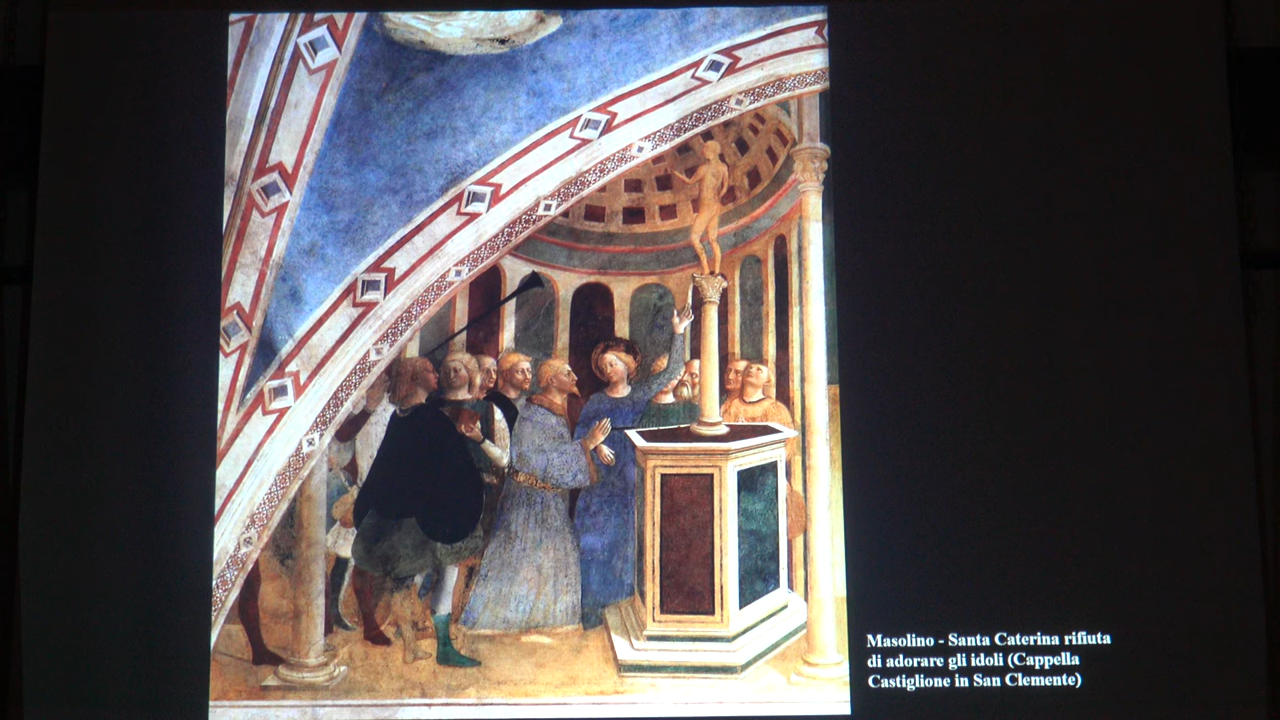 Masolino - Santa Caterina rifiuta
di adorare gli idoli (Cappella
Castiglione in San Clemente)